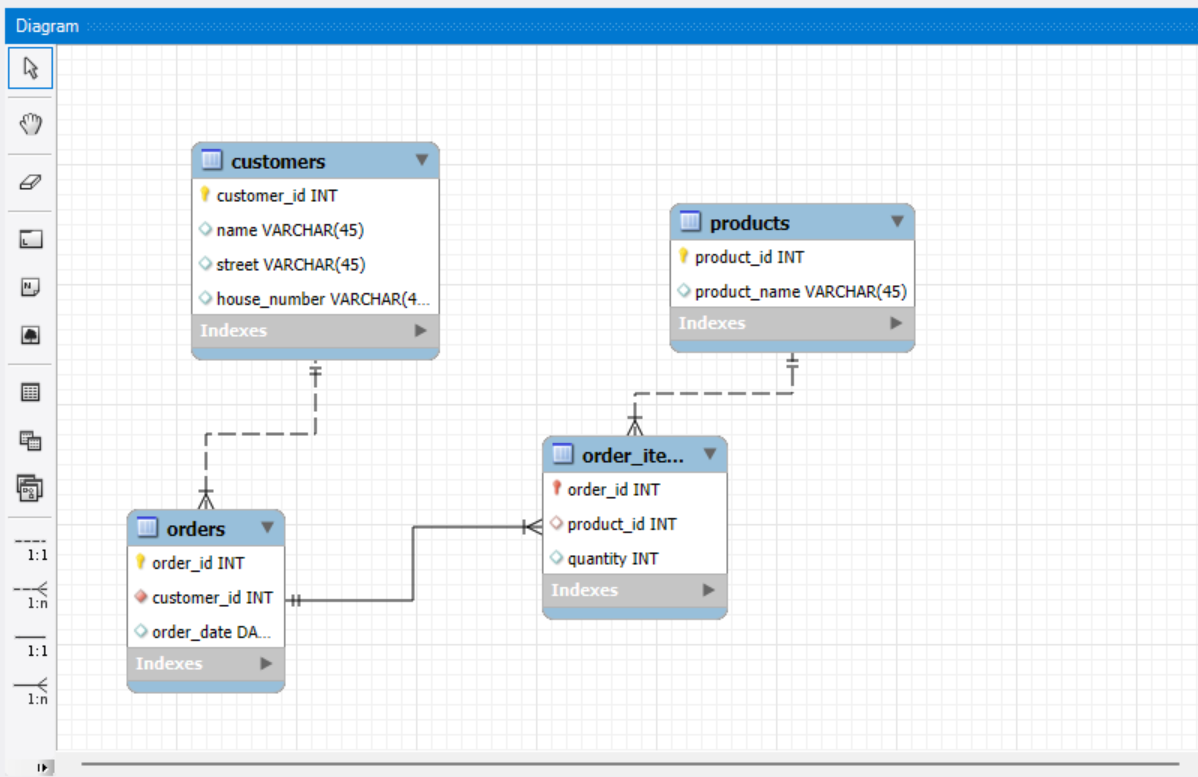 Diagram
customers
customer_id INT
name VARCHAR(45)
street VARCHAR(45)
house_number VARCHAR(4...
Indexes
products
product_id INT
product_name VARCHAR(45)
Indexes
order_ite...
order_id INT
product_id INT
quantity INT
Indexes
orders
order_id INT
customer_id INT
order_date DA...
Indexes
1:1
1:n
1:1
1:n